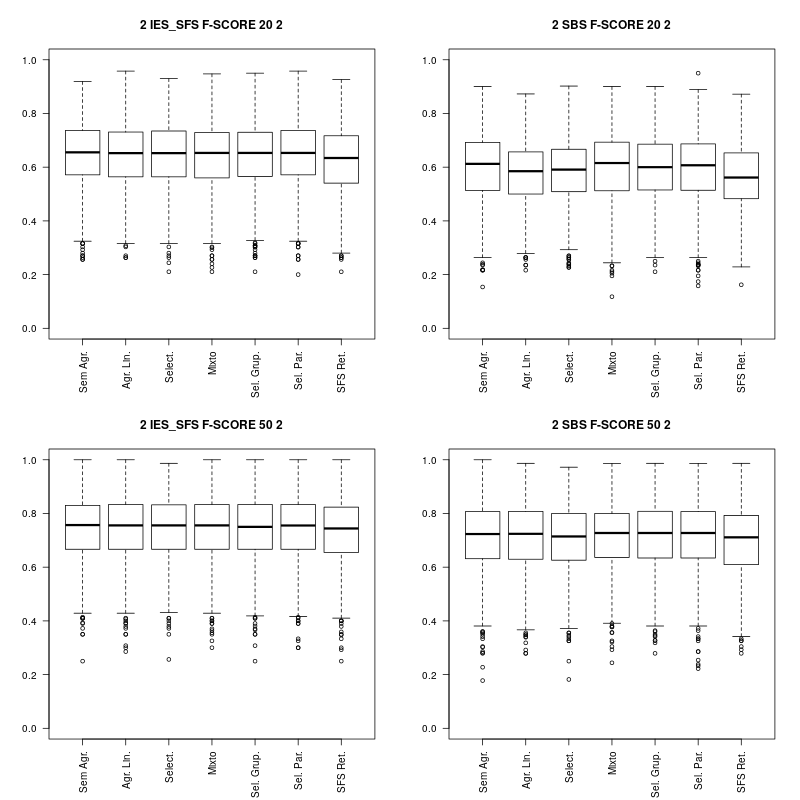 2 IES_SFS F-SCORE 20 2
1.0
0.8
0.6
0.4
0.2
0.0
Sem Agr.
Agr. Lin.
Select.
Mixto
Sel. Grup.
Sel. Par.
SFS Ret.
2 SBS F-SCORE 20 2
1.0
0.8
0.6
0.4
0.2
0.0
Sem Agr.
Agr. Lin.
Select.
Mixto
Sel. Grup.
Sel. Par.
SFS Ret.
2 IES_SFS F-SCORE 50 2
1.0
0.8
0.6
0.4
0.2
0.0
Sem Agr.
Agr. Lin.
Select.
Mixto
Sel. Grup.
Sel. Par.
SFS Ret.
2 SBS F-SCORE 50 2
1.0
0.8
0.6
0.4
0.2
0.0
Sem Agr.
Agr. Lin.
Select.
Mixto
Sel. Grup.
Sel. Par.
SFS Ret.